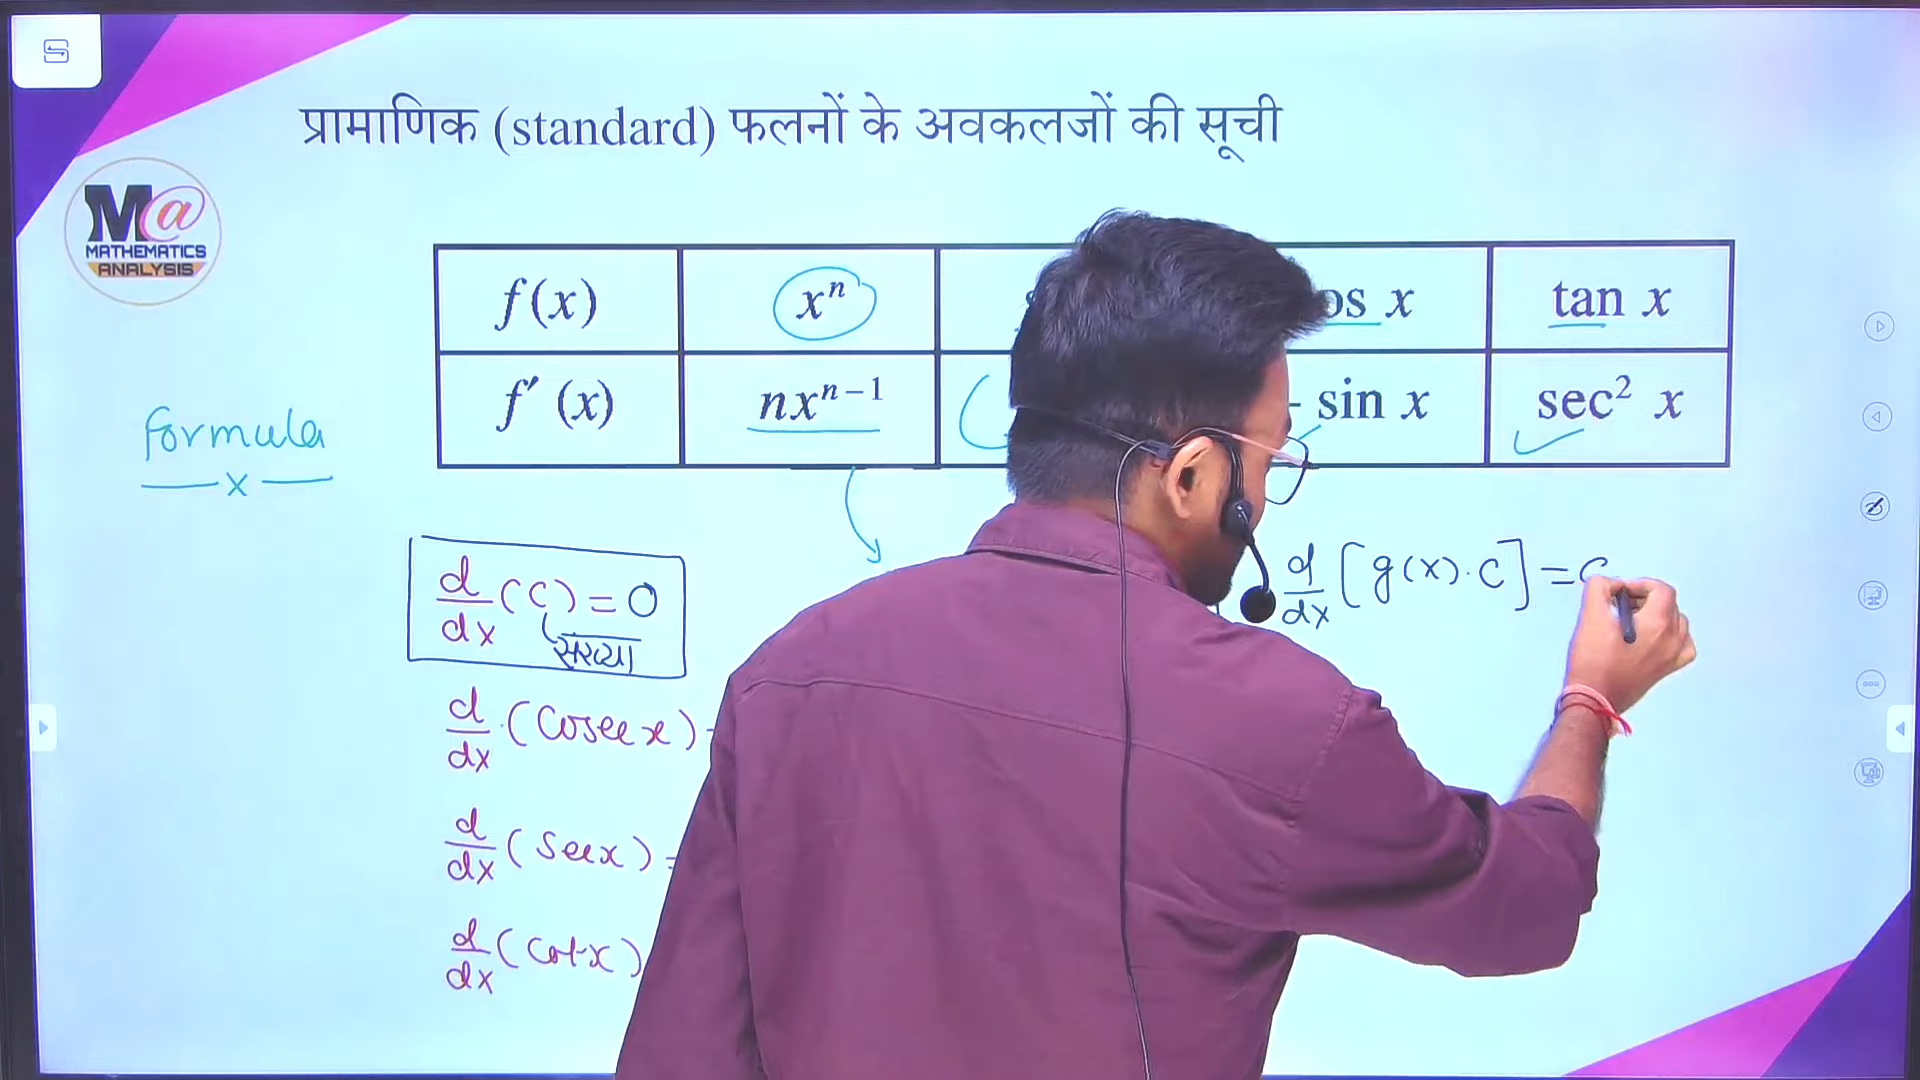 प्रामाणिक (standard) फलनों के अवकलजों की सूची
M@
MATHEMATICS
ANALYSIS
f(x) xⁿ os x tan x
f′ (x) nxⁿ⁻¹ - sin x sec² x
formula
x
d/dx (c) = 0
संख्या
d/dx [g(x).c] = c
d/dx (Cosec x)
d/dx (Sec x) =
d/dx (Cot x)